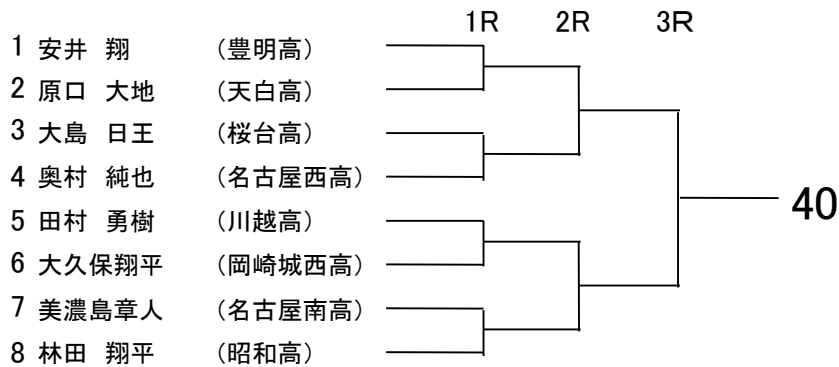 1R 2R 3R
1 安井 翔 (豊明高)
2 原口 大地 (天白高)
3 大島 日王 (桜台高)
4 奥村 純也 (名古屋西高)
5 田村 勇樹 (川越高)
6 大久保翔平 (岡崎城西高)
7 美濃島章人 (名古屋南高)
8 林田 翔平 (昭和高)
40